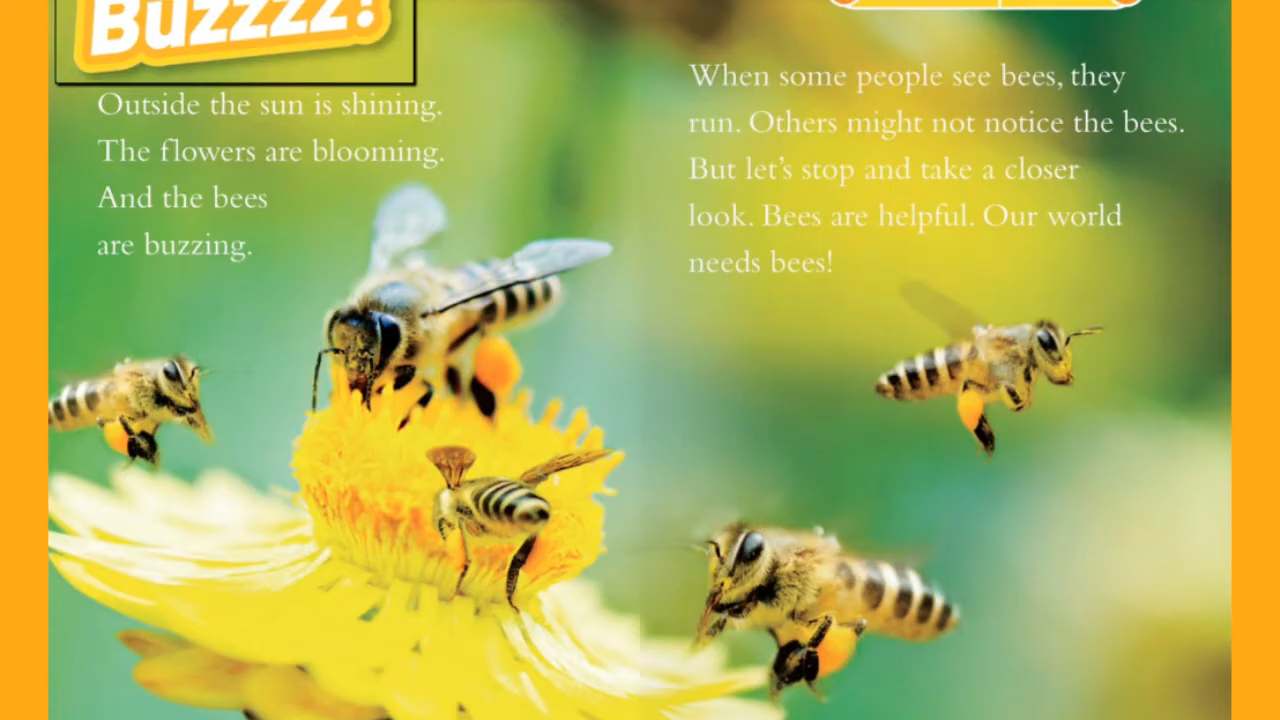 Buzzzz!
Outside the sun is shining.
The flowers are blooming.
And the bees
are buzzing.
When some people see bees, they
run. Others might not notice the bees.
But let's stop and take a closer
look. Bees are helpful. Our world
needs bees!